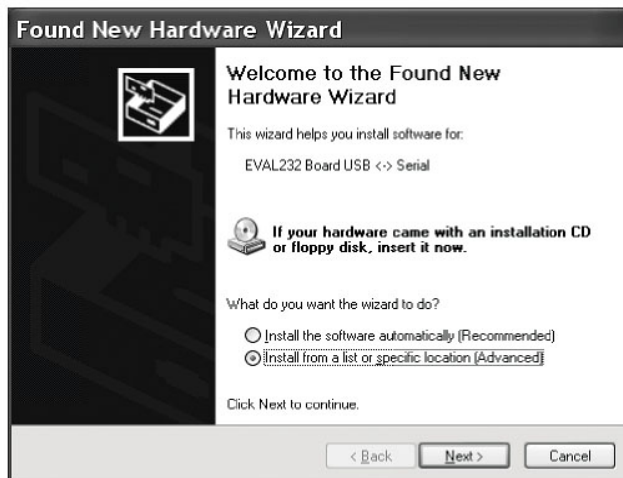 Found New Hardware Wizard
Welcome to the Found New
Hardware Wizard
This wizard helps you install software for:
EVAL232 Board USB <-> Serial
If your hardware came with an installation CD
or floppy disk, insert it now.
What do you want the wizard to do?
Install the software automatically (Recommended)
Install from a list or specific location (Advanced)
Click Next to continue.
< Back Next > Cancel